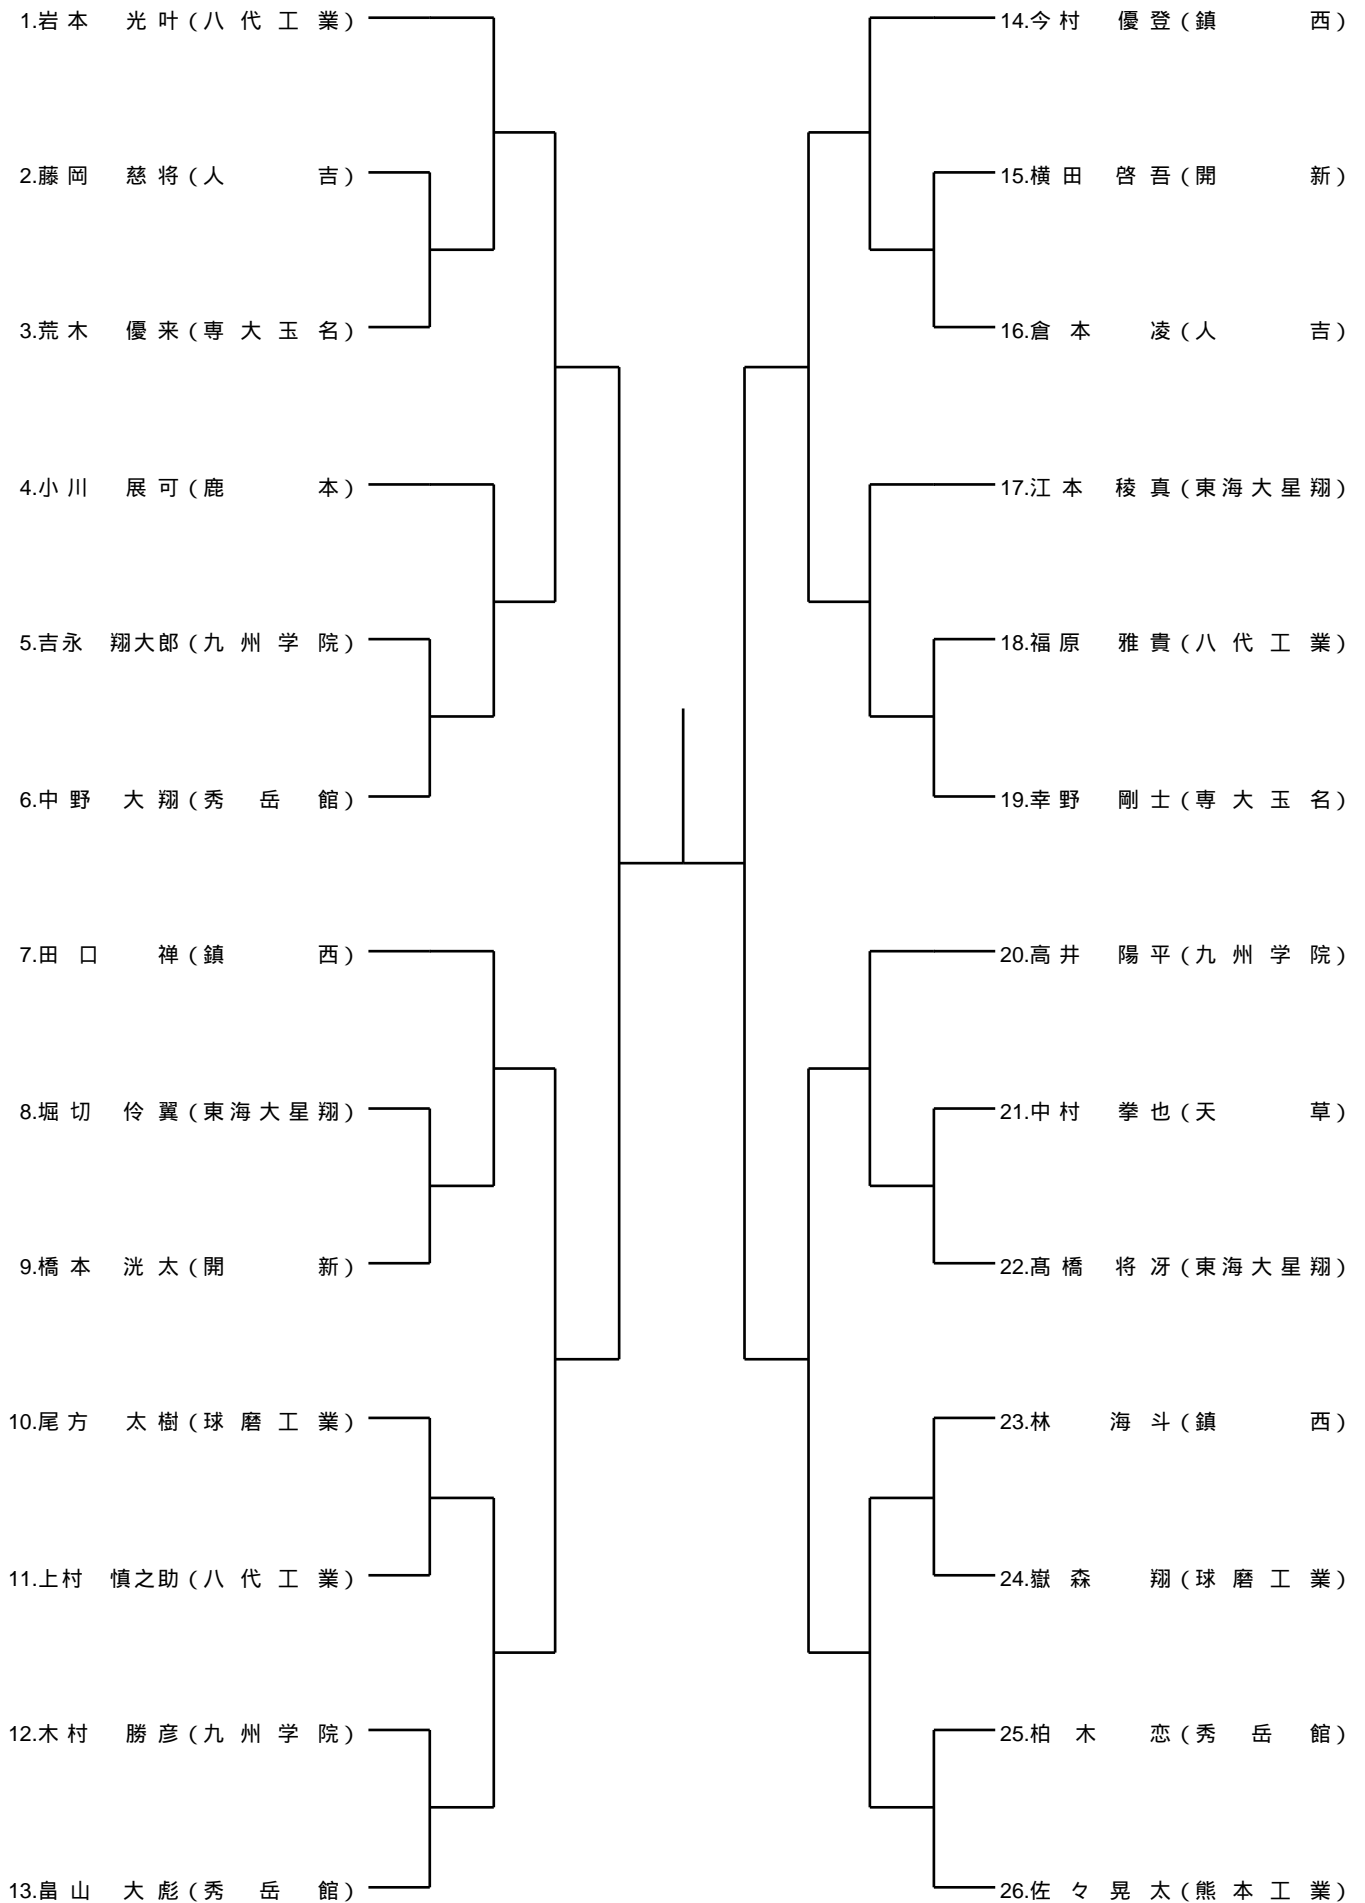 1.岩本 光叶(八代工業)
2.藤岡 慈将(人吉)
3.荒木 優来(専大玉名)
4.小川 展可(鹿本)
5.吉永 翔大郎(九州学院)
6.中野 大翔(秀岳館)
7.田口 禅(鎮西)
8.堀切 伶翼(東海大星翔)
9.橋本 洸太(開新)
10.尾方 太樹(球磨工業)
11.上村 慎之助(八代工業)
12.木村 勝彦(九州学院)
13.畠山 大彪(秀岳館)
14.今村 優登(鎮西)
15.横田 啓吾(開新)
16.倉本 凌(人吉)
17.江本 稜真(東海大星翔)
18.福原 雅貴(八代工業)
19.幸野 剛士(専大玉名)
20.高井 陽平(九州学院)
21.中村 拳也(天草)
22.髙橋 将冴(東海大星翔)
23.林 海斗(鎮西)
24.嶽森 翔(球磨工業)
25.柏木 恋(秀岳館)
26.佐々晃太(熊本工業)